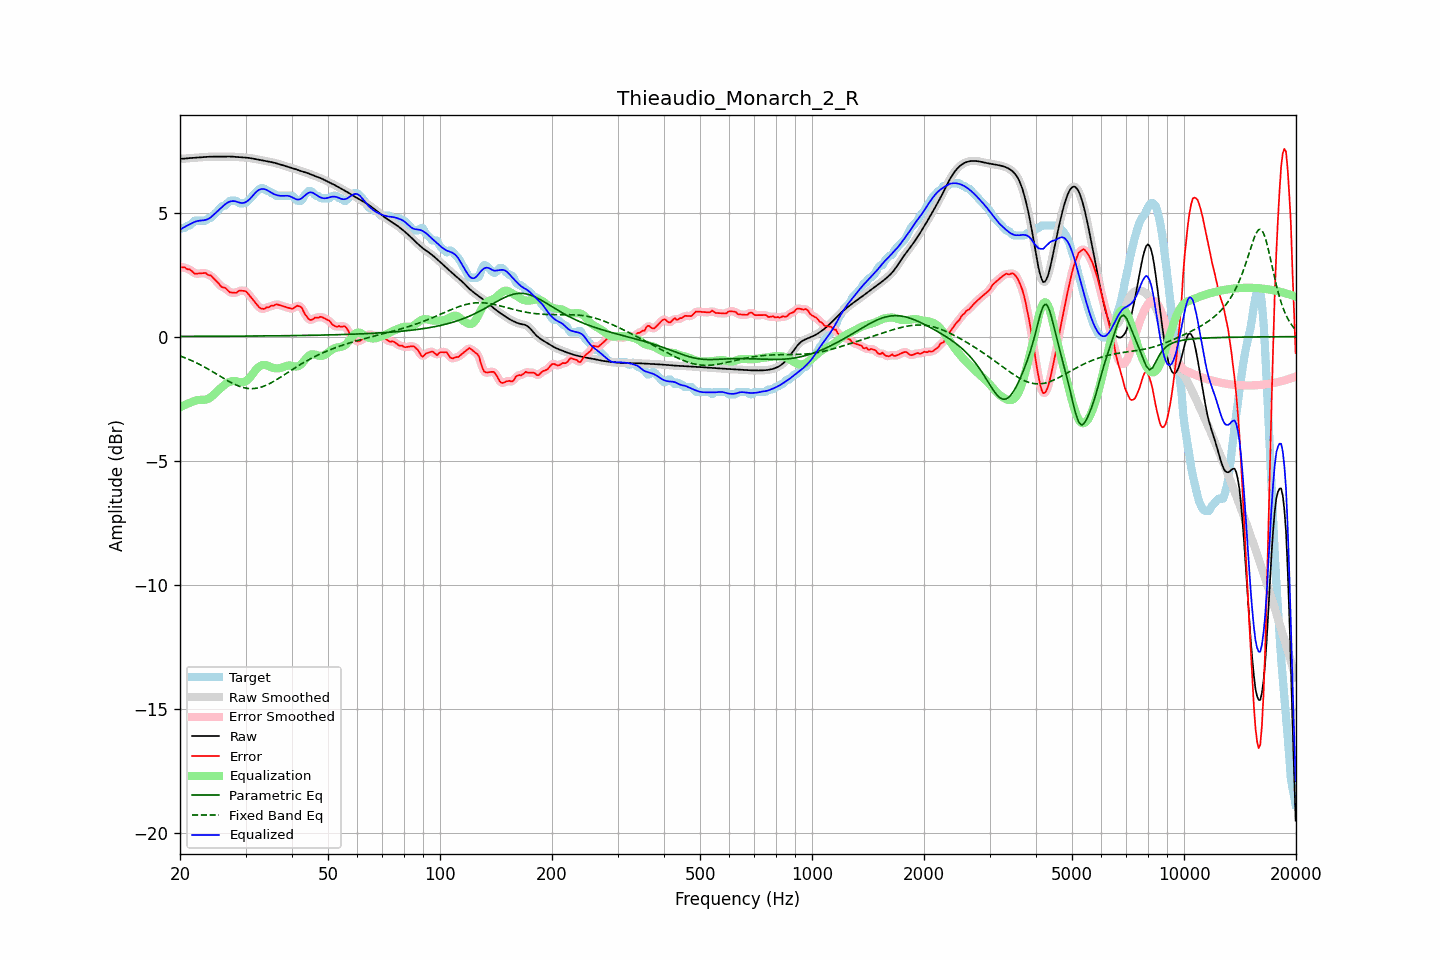 Thieaudio_Monarch_2_R
Amplitude (dBr)
5
0
−5
−10
−15
−20
Target
Raw Smoothed
Error Smoothed
Raw
Error
Equalization
Parametric Eq
Fixed Band Eq
Equalized
20 50 100 200 500 1000 2000 5000 10000 20000
Frequency (Hz)